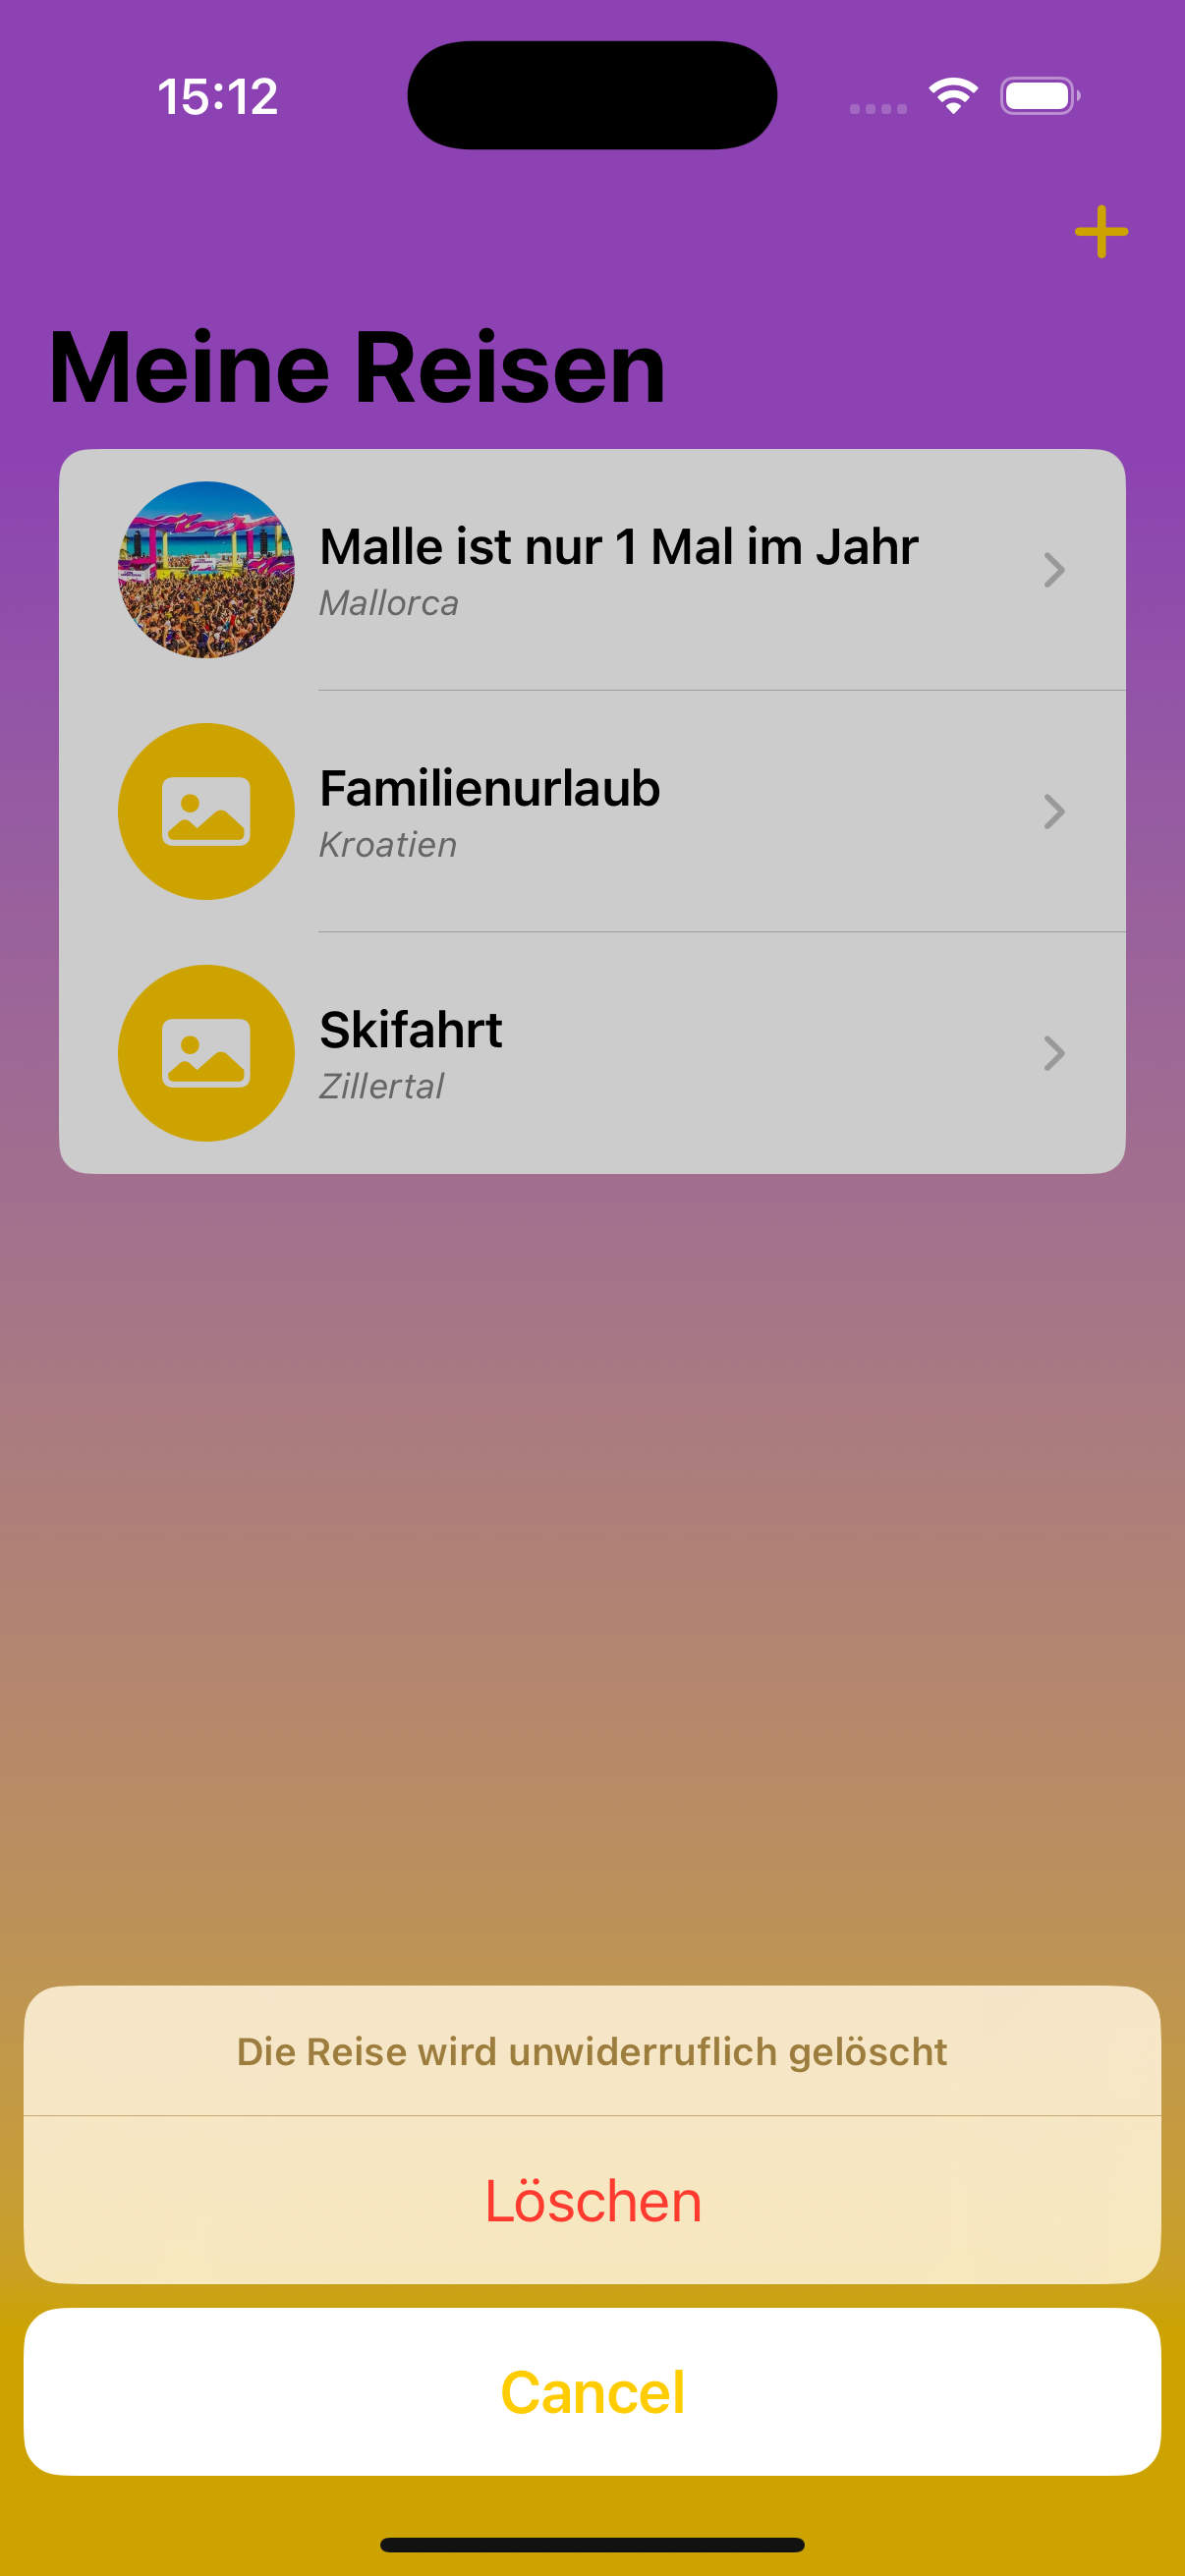 15:12
Meine Reisen
Malle ist nur 1 Mal im Jahr
Mallorca
Familienurlaub
Kroatien
Skifahrt
Zillertal
Die Reise wird unwiderruflich gelöscht
Löschen
Cancel